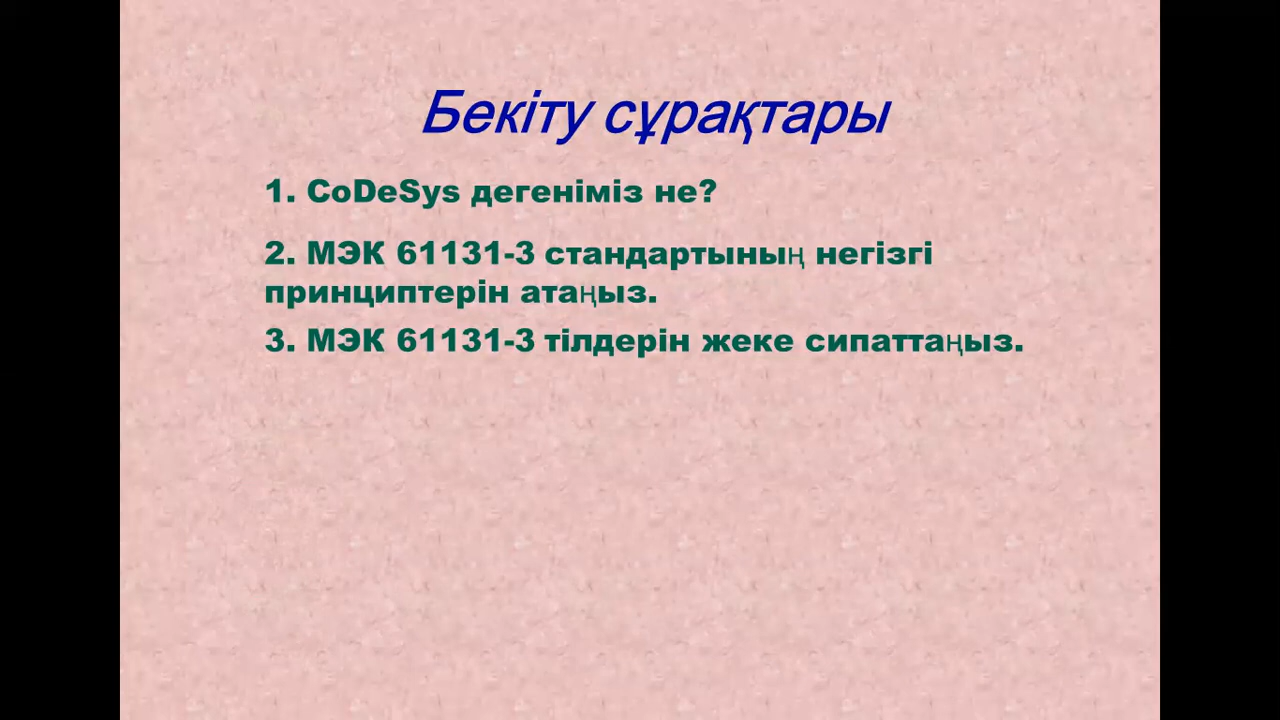 Бекіту сұрақтары
1. CoDeSys дегеніміз не?
2. МЭК 61131-3 стандартының негізгі
принциптерін атаңыз.
3. МЭК 61131-3 тілдерін жеке сипаттаңыз.